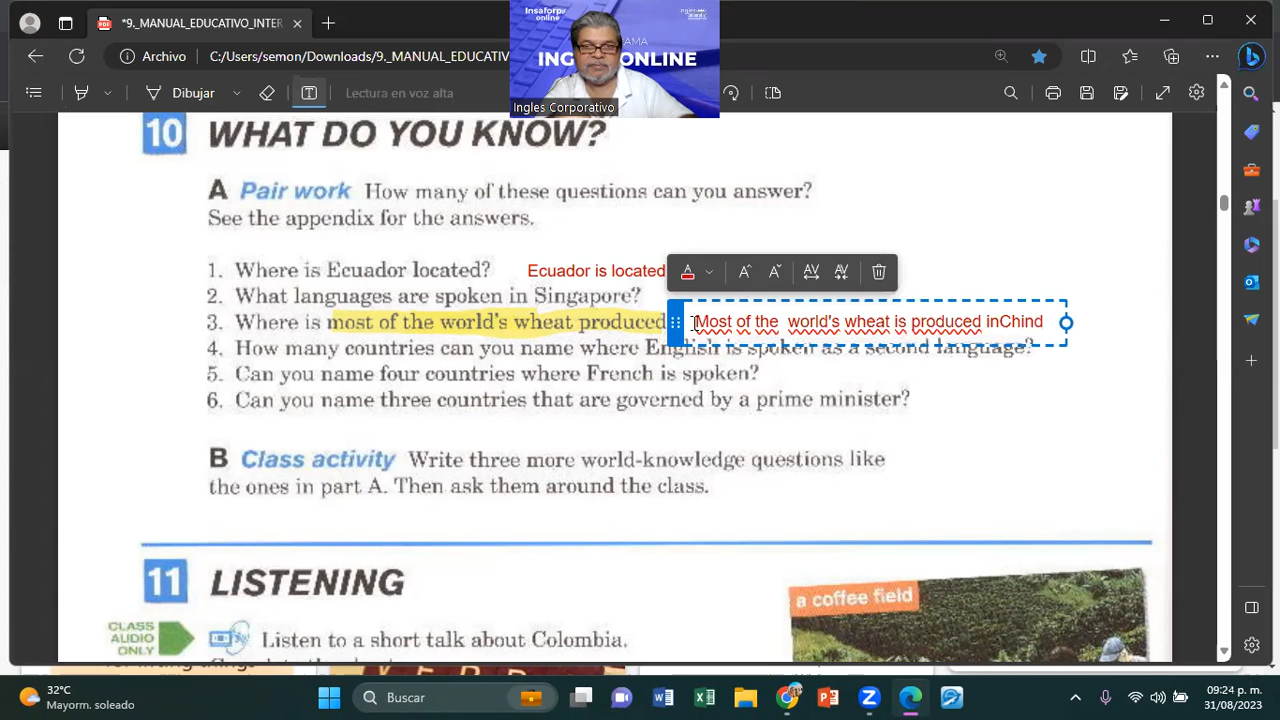 *9._MANUAL_EDUCATIVO_INTER
Archivo
C:/Users/semon/Downloads/9._MANUAL_EDUCATIVO
Insaforp
online
INGLES ONLINE
Ingles Corporativo
Dibujar
Lectura en voz alta
10 WHAT DO YOU KNOW?
A Pair work How many of these questions can you answer?
See the appendix for the answers.
1. Where is Ecuador located? Ecuador is located
2. What languages are spoken in Singapore?
3. Where is most of the world's wheat produced Most of the world's wheat is produced inChind
4. How many countries can you name where English is spoken as a second language?
5. Can you name four countries where French is spoken?
6. Can you name three countries that are governed by a prime minister?
B Class activity Write three more world-knowledge questions like
the ones in part A. Then ask them around the class.
11 LISTENING
a coffee field
CLASS
AUDIO
ONLY
Listen to a short talk about Colombia.
32°C
Mayorm. soleado
Buscar
09:24 p. m.
31/08/2023